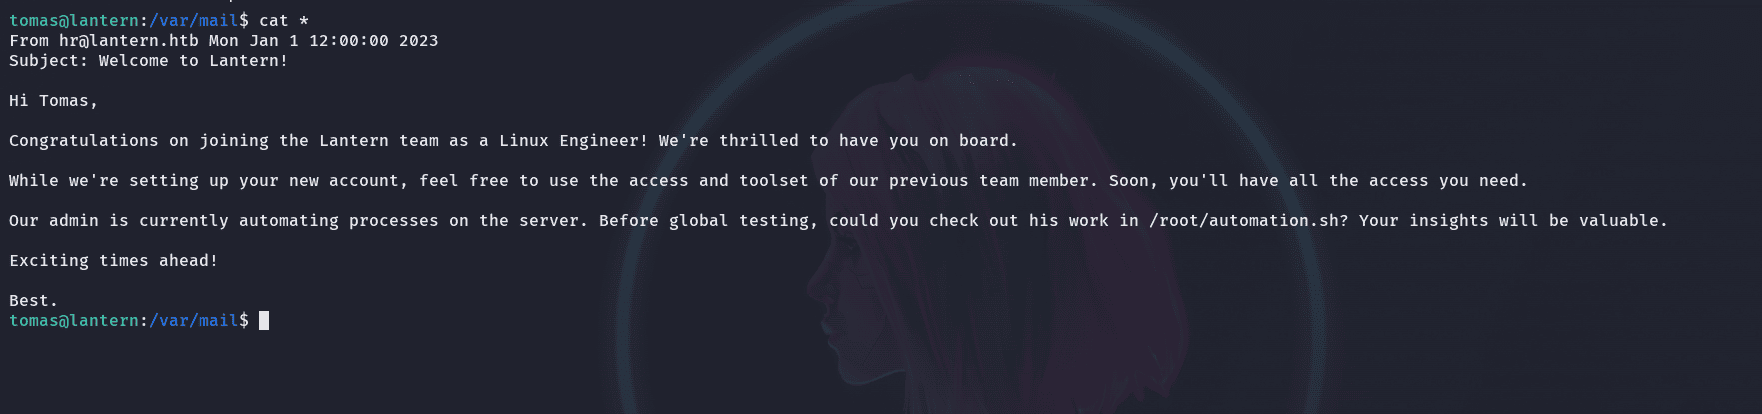 tomas@lantern:/var/mail$ cat *
From hr@lantern.htb Mon Jan 1 12:00:00 2023
Subject: Welcome to Lantern!
Hi Tomas,
Congratulations on joining the Lantern team as a Linux Engineer! We're thrilled to have you on board.
While we're setting up your new account, feel free to use the access and toolset of our previous team member. Soon, you'll have all the access you need.
Our admin is currently automating processes on the server. Before global testing, could you check out his work in /root/automation.sh? Your insights will be valuable.
Exciting times ahead!
Best.
tomas@lantern:/var/mail$